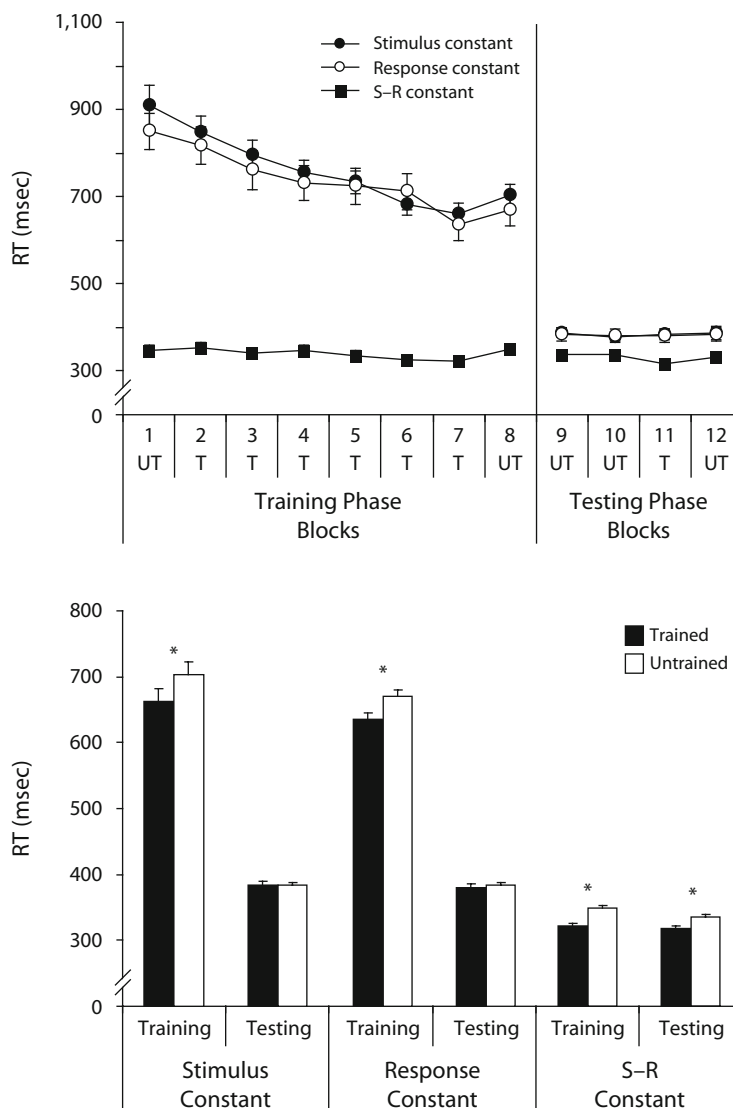 1,100
900
700
500
300
0
RT (msec)
Stimulus constant
Response constant
S–R constant
1 2 3 4 5 6 7 8 9 10 11 12
UT T T T T T T UT UT UT T UT
Training Phase Testing Phase
Blocks Blocks
800
700
600
500
400
300
0
RT (msec)
Trained
Untrained
* * * *
Training Testing Training Testing Training Testing
Stimulus Response S–R
Constant Constant Constant